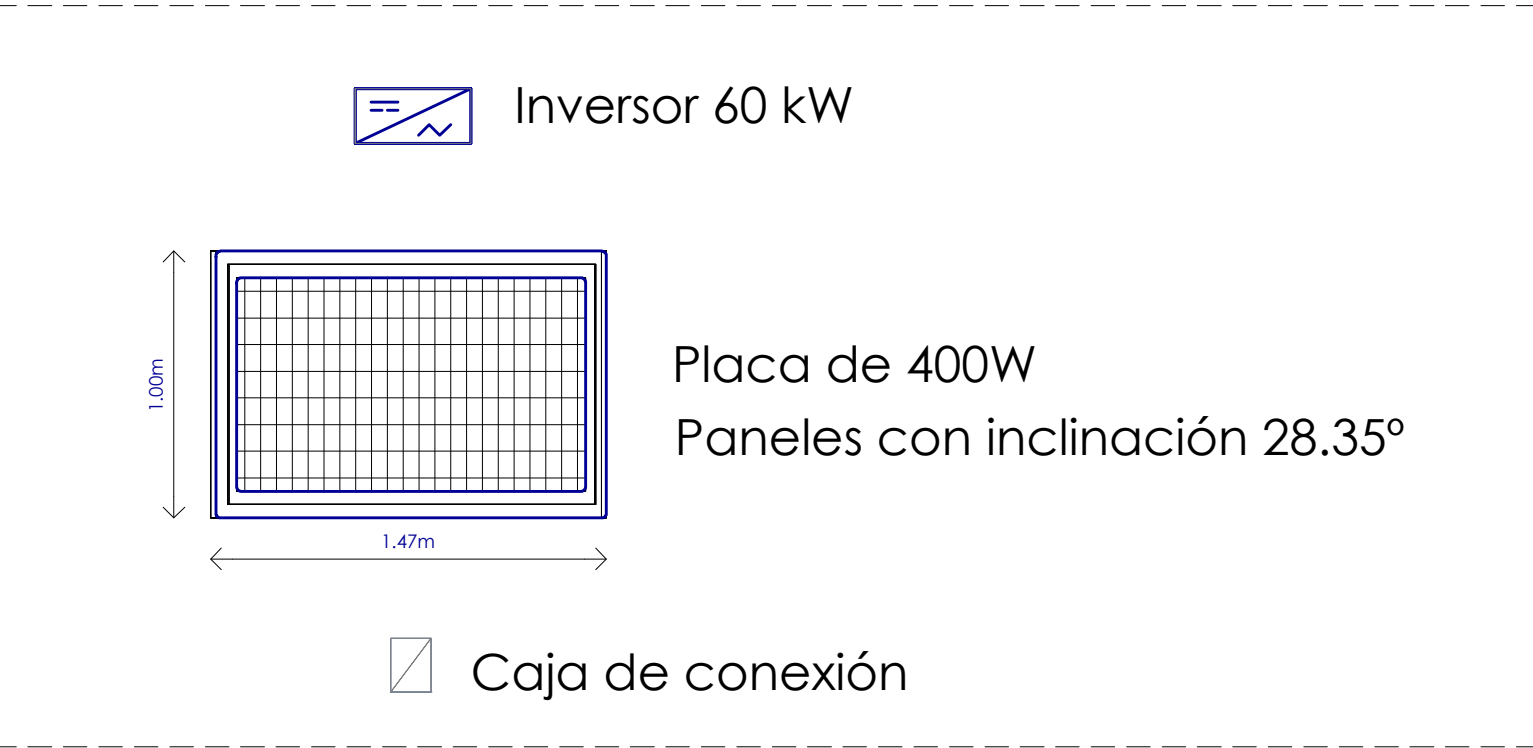 Inversor 60 kW
1.00m
Placa de 400W
Paneles con inclinación 28.35º
1.47m
Caja de conexión